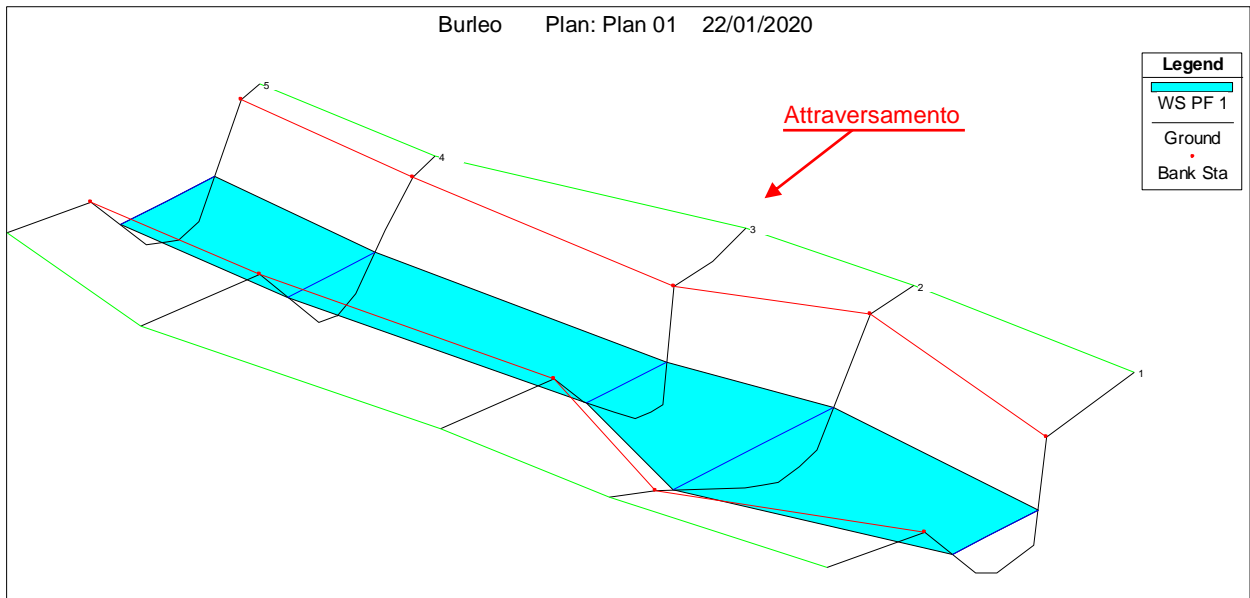 Burleo Plan: Plan 01 22/01/2020
Legend
WS PF 1
Ground
Bank Sta
Attraversamento
5
4
3
2
1